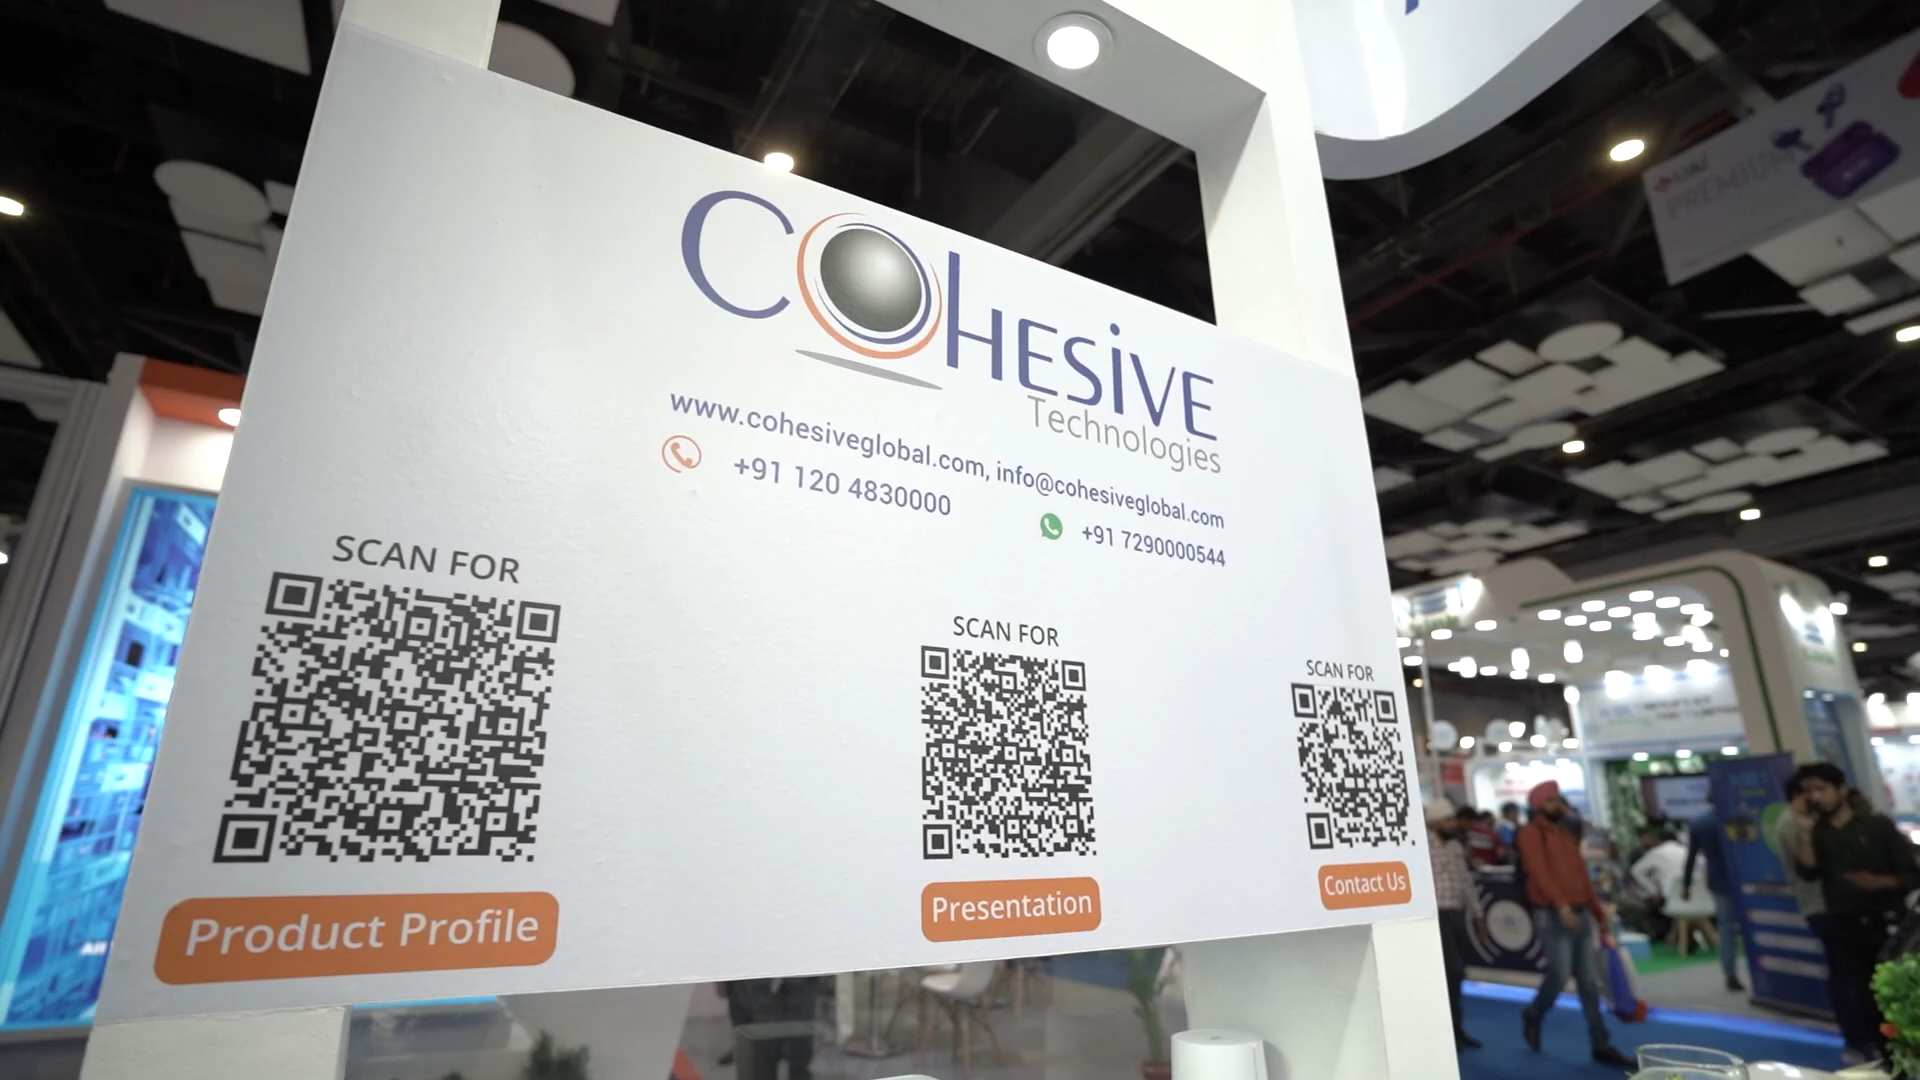 COHESIVE
Technologies
www.cohesiveglobal.com, info@cohesiveglobal.com
+91 120 4830000
+91 7290000544
SCAN FOR
Product Profile
SCAN FOR
Presentation
SCAN FOR
Contact Us
PREMIUM